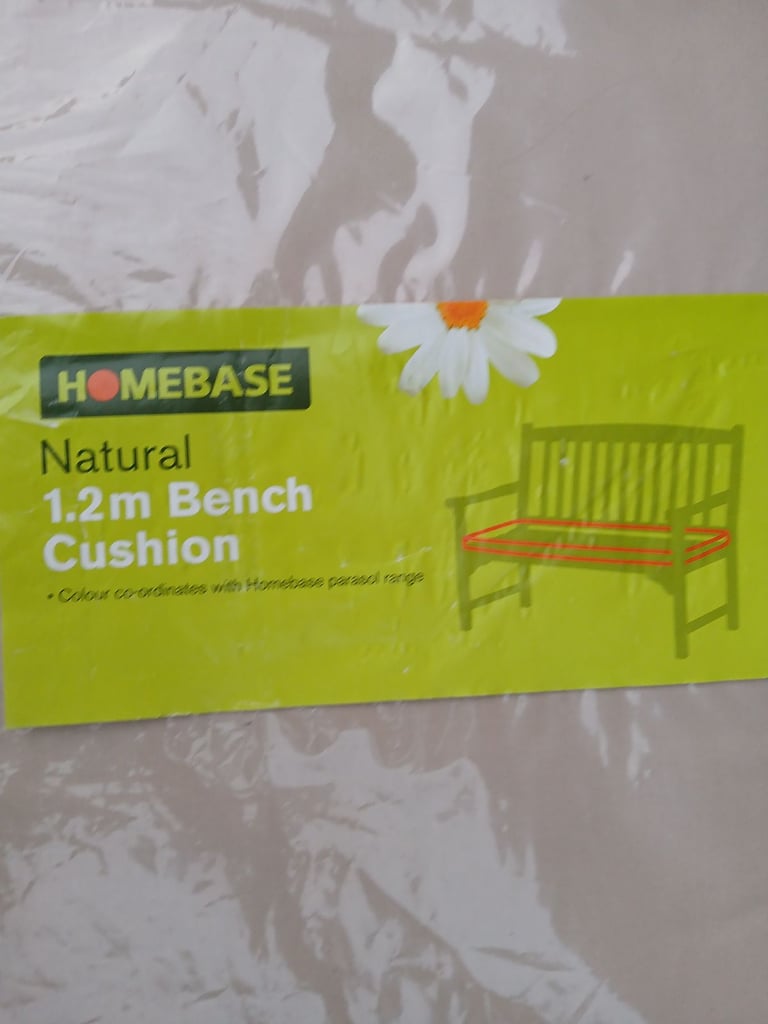 HOMEBASE
Natural
1.2m Bench
Cushion
• Colour co-ordinates with Homebase parasol range